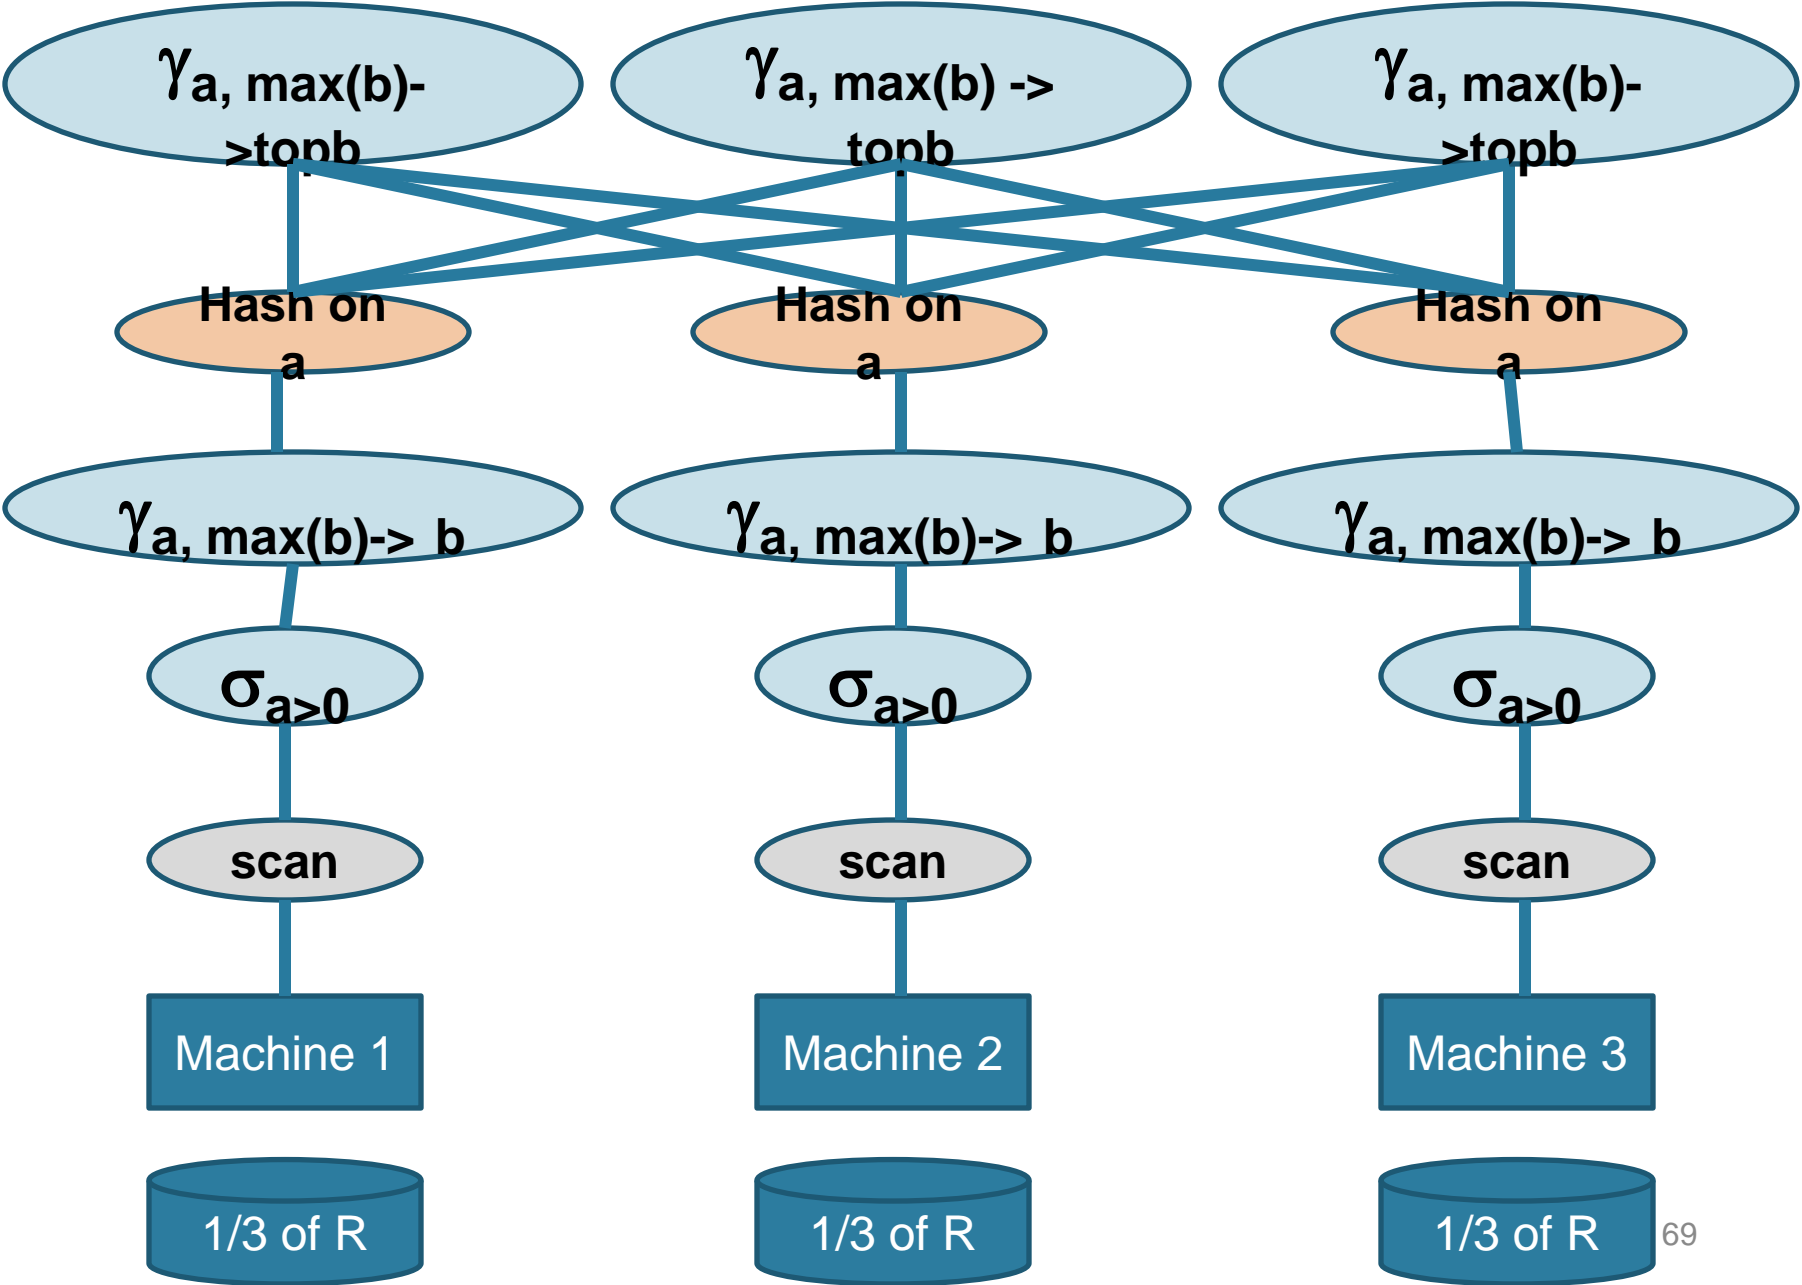 γa, max(b)-
>topb
γa, max(b) ->
topb
γa, max(b)-
>topb
Hash on
a
Hash on
a
Hash on
a
γa, max(b)-> b
γa, max(b)-> b
γa, max(b)-> b
σa>0
σa>0
σa>0
scan
scan
scan
Machine 1
Machine 2
Machine 3
1/3 of R
1/3 of R
1/3 of R
69